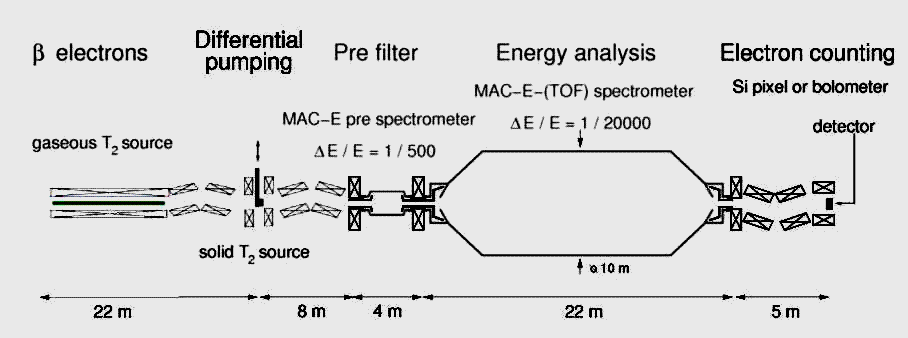 β electrons
Differential
pumping
Pre filter
Energy analysis
Electron counting
MAC-E pre spectrometer
ΔE / E = 1 / 500
MAC-E-(TOF) spectrometer
ΔE / E = 1 / 20000
Si pixel or bolometer
detector
gaseous T2 source
solid T2 source
ø 10 m
22 m
8 m
4 m
22 m
5 m